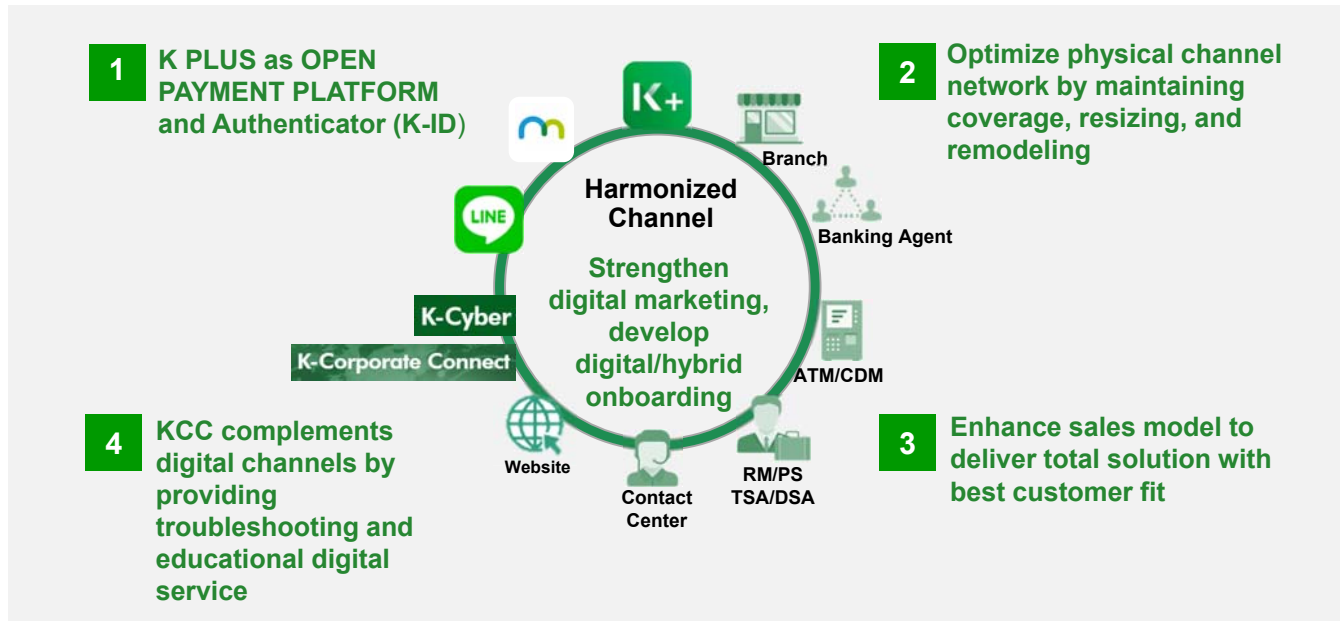 1
K PLUS as OPEN
PAYMENT PLATFORM
and Authenticator (K-ID)
2
Optimize physical channel
network by maintaining
coverage, resizing, and
remodeling
K+
Branch
LINE
Banking Agent
Harmonized
Channel
Strengthen
digital marketing,
develop
digital/hybrid
onboarding
K-Cyber
K-Corporate Connect
ATM/CDM
Website
Contact
Center
RM/PS
TSA/DSA
4
KCC complements
digital channels by
providing
troubleshooting and
educational digital
service
3
Enhance sales model to
deliver total solution with
best customer fit